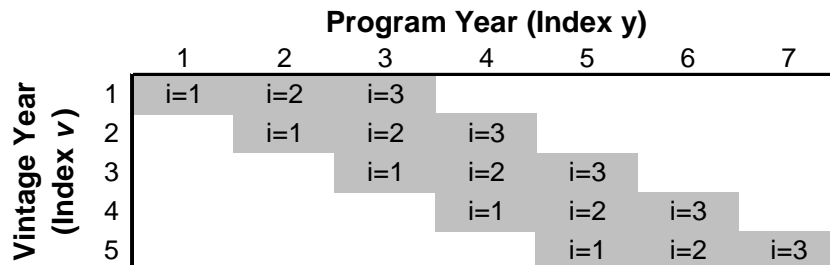 Program Year (Index y)
1 2 3 4 5 6 7
Vintage Year
(Index v)
1 i=1 i=2 i=3
2 i=1 i=2 i=3
3 i=1 i=2 i=3
4 i=1 i=2 i=3
5 i=1 i=2 i=3